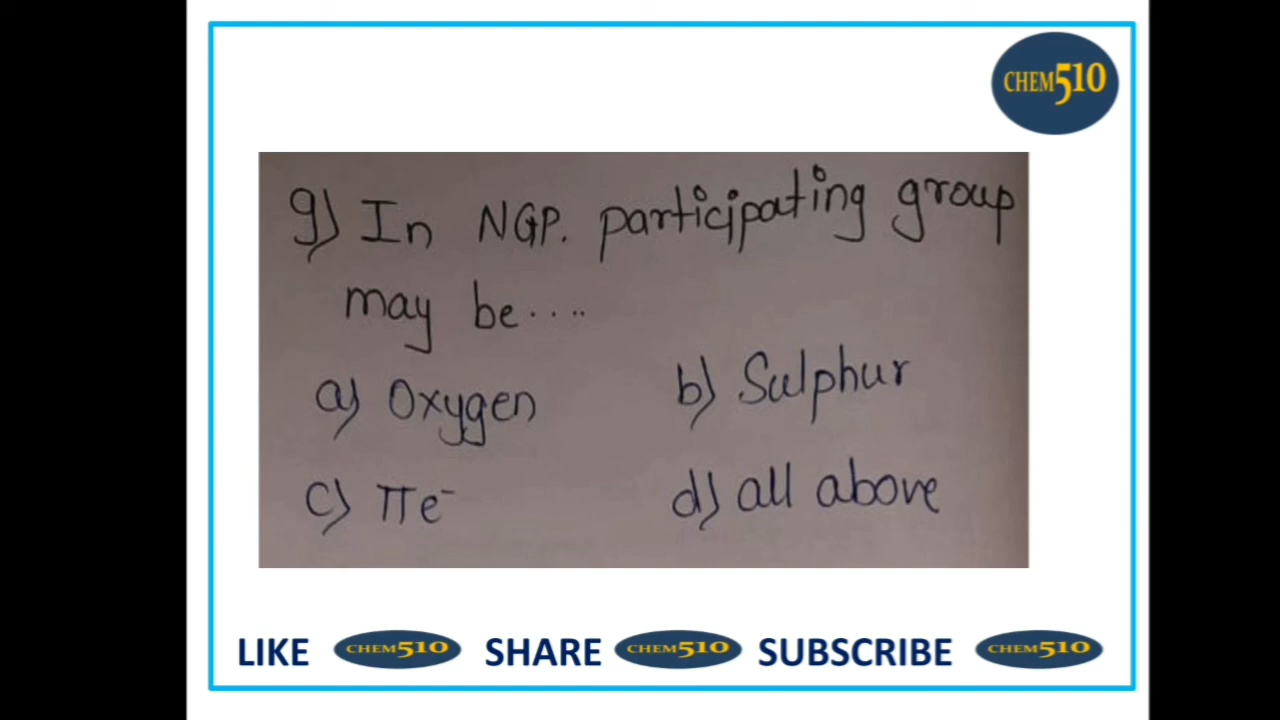 CHEM510
9) In NGP. participating group
may be.....
a) Oxygen b) Sulphur
c) πe⁻ d) all above
LIKE CHEM510 SHARE CHEM510 SUBSCRIBE CHEM510